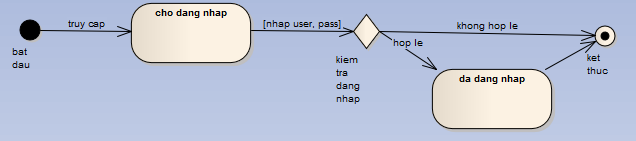 cho dang nhap
truy cap
[nhap user, pass]
khong hop le
hop le
bat
dau
kiem
tra
dang
nhap
ket
thuc
da dang nhap